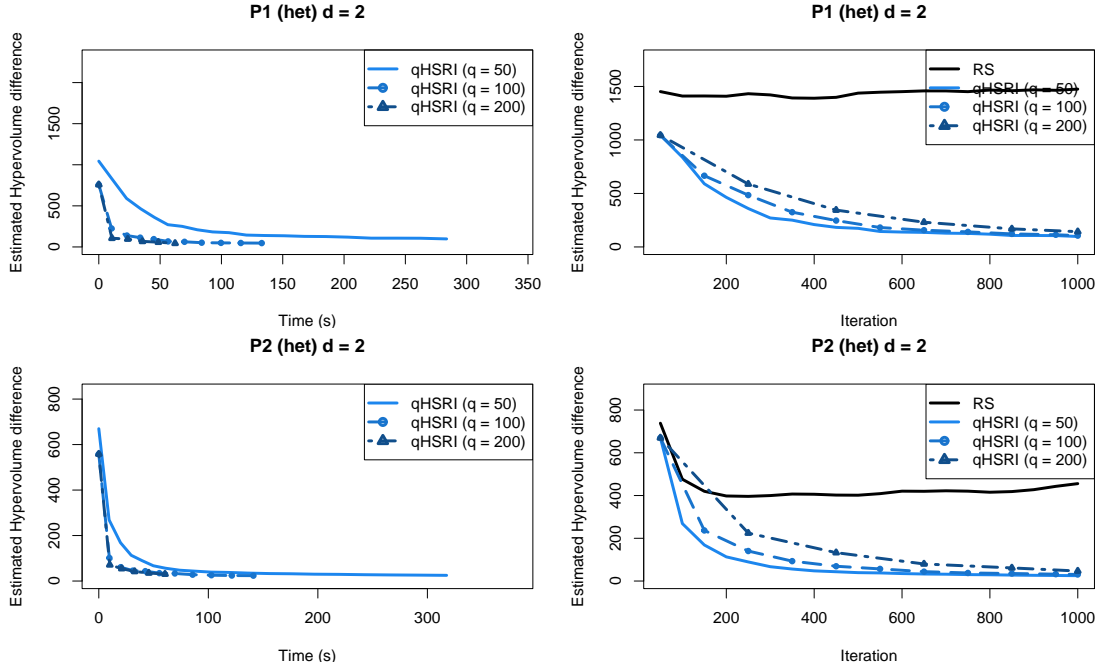 P1 (het) d = 2
Estimated Hypervolume difference
0 500 1500
qHSRI (q = 50)
qHSRI (q = 100)
qHSRI (q = 200)
0 50 100 150 200 250 300 350
Time (s)
P1 (het) d = 2
Estimated Hypervolume difference
0 500 1000 1500
RS
qHSRI (q = 50)
qHSRI (q = 100)
qHSRI (q = 200)
200 400 600 800 1000
Iteration
P2 (het) d = 2
Estimated Hypervolume difference
0 200 400 600 800
qHSRI (q = 50)
qHSRI (q = 100)
qHSRI (q = 200)
0 100 200 300
Time (s)
P2 (het) d = 2
Estimated Hypervolume difference
0 200 400 600 800
RS
qHSRI (q = 50)
qHSRI (q = 100)
qHSRI (q = 200)
200 400 600 800 1000
Iteration